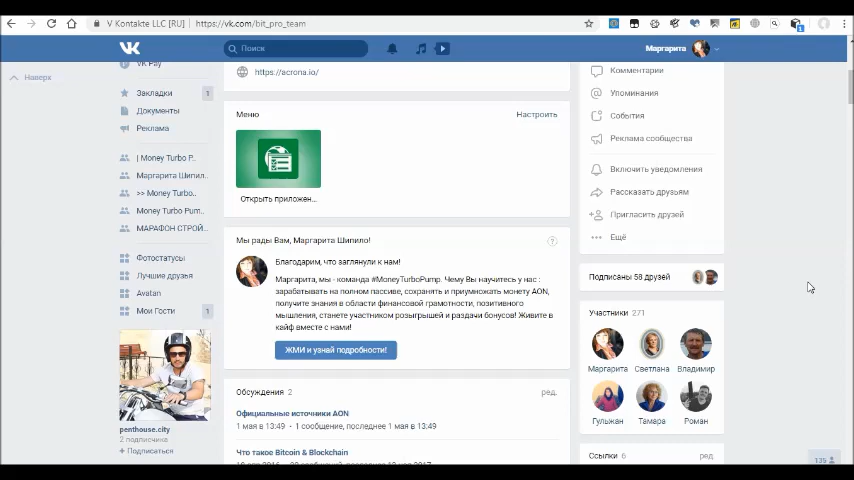 V Kontakte LLC [RU] https://vk.com/bit_pro_team
Поиск
Маргарита
Наверх
VK Pay
Закладки 1
Документы
Реклама
| Money Turbo P..
Маргарита Шипил..
>> Money Turbo..
Money Turbo Pum..
МАРАФОН СТРОЙ..
Фотостатусы
Лучшие друзья
Avatan
Мои Гости 1
penthouse.city
2 подписчика
+ Подписаться
https://acrona.io/
Меню Настроить
Открыть приложен...
Мы рады Вам, Маргарита Шипило!
Благодарим, что заглянули к нам!
Маргарита, мы - команда #MoneyTurboPump. Чему Вы научитесь у нас :
зарабатывать на полном пассиве, сохранять и приумножать монету AON,
получите знания в области финансовой грамотности, позитивного
мышления, станете участником розыгрышей и раздачи бонусов! Живите в
кайф вместе с нами!
ЖМИ и узнай подробности!
Обсуждения 2 ред.
Официальные источники AON
1 мая в 13:49 • 1 сообщение, последнее 1 мая в 13:49
Что такое Bitcoin & Blockchain
Комментарии
Упоминания
События
Реклама сообщества
Включить уведомления
Рассказать друзьям
Пригласить друзей
Ещё
Подписаны 58 друзей
Участники 271
Маргарита Светлана Владимир
Гульжан Тамара Роман
Ссылки 6 ред.
135